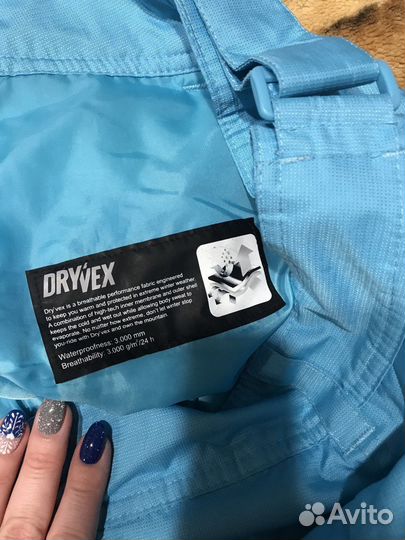 DRYVEX
Dry vex is a breathable performance fabric engineered
to keep you warm and protected in extreme winter weather.
A combination of high-tech inner membrane and outer shell
keeps the cold and wet out while allowing body sweat to
evaporate. No matter how extreme, don't let winter stop
you-ride with Dry vex and own the mountain.
Waterproofness: 3.000 mm
Breathability: 3.000 g/m²/24 h
Avito